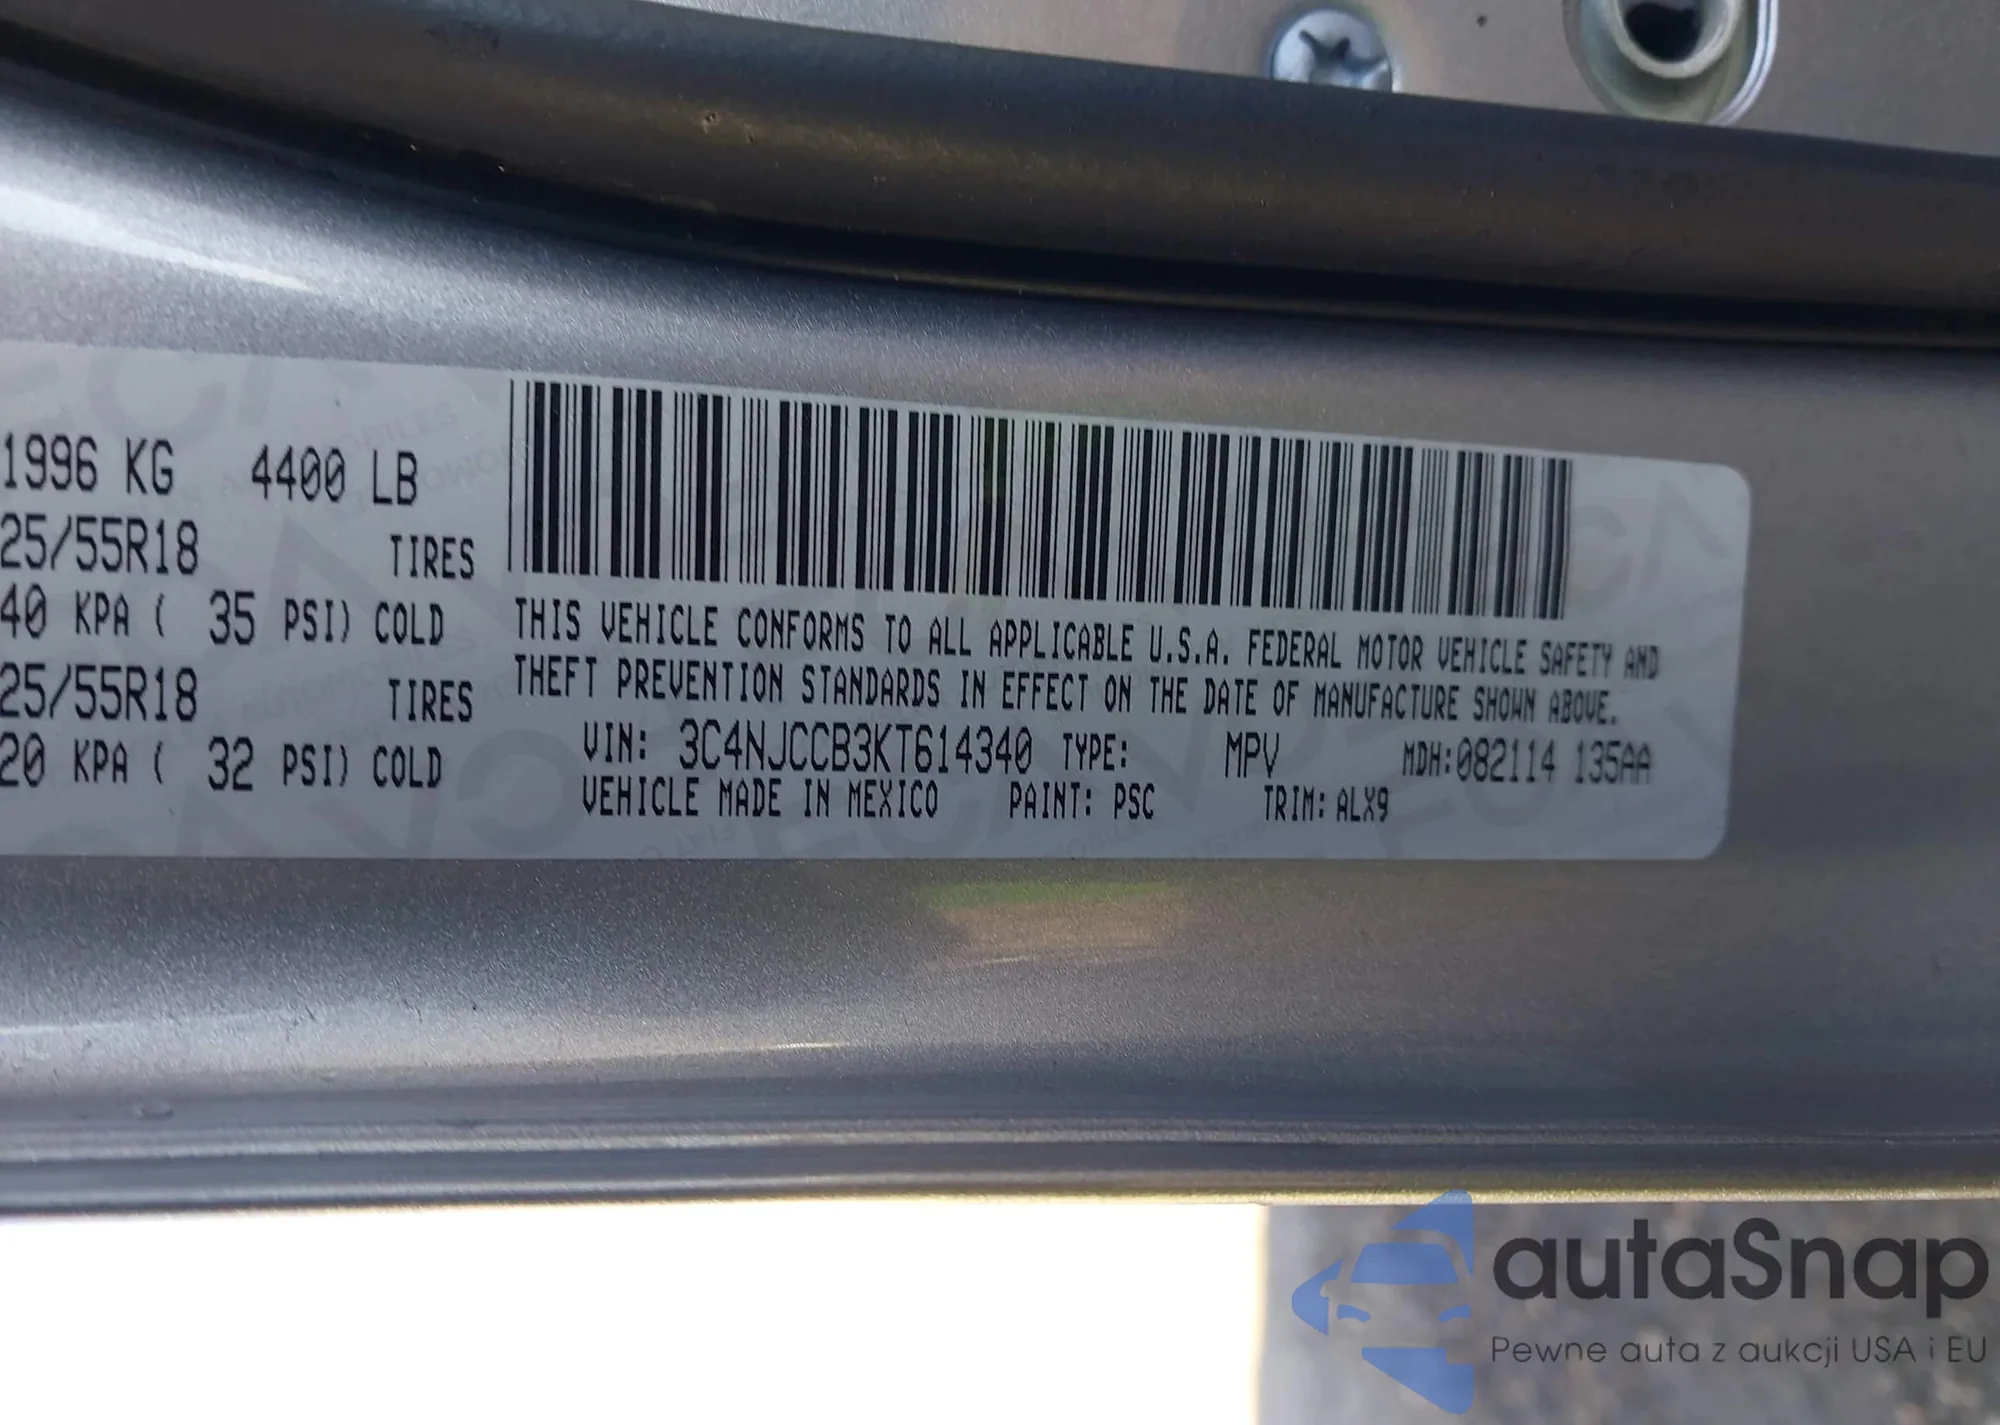 1996 KG 4400 LB
25/55R18 TIRES
40 KPA ( 35 PSI) COLD
25/55R18 TIRES
20 KPA ( 32 PSI) COLD
THIS VEHICLE CONFORMS TO ALL APPLICABLE U.S.A. FEDERAL MOTOR VEHICLE SAFETY AND
THEFT PREVENTION STANDARDS IN EFFECT ON THE DATE OF MANUFACTURE SHOWN ABOVE.
VIN: 3C4NJCCB3KT614340 TYPE: MPV MDH:082114 135AA
VEHICLE MADE IN MEXICO PAINT: PSC TRIM: ALX9
autaSnap
Pewne auta z aukcji USA i EU